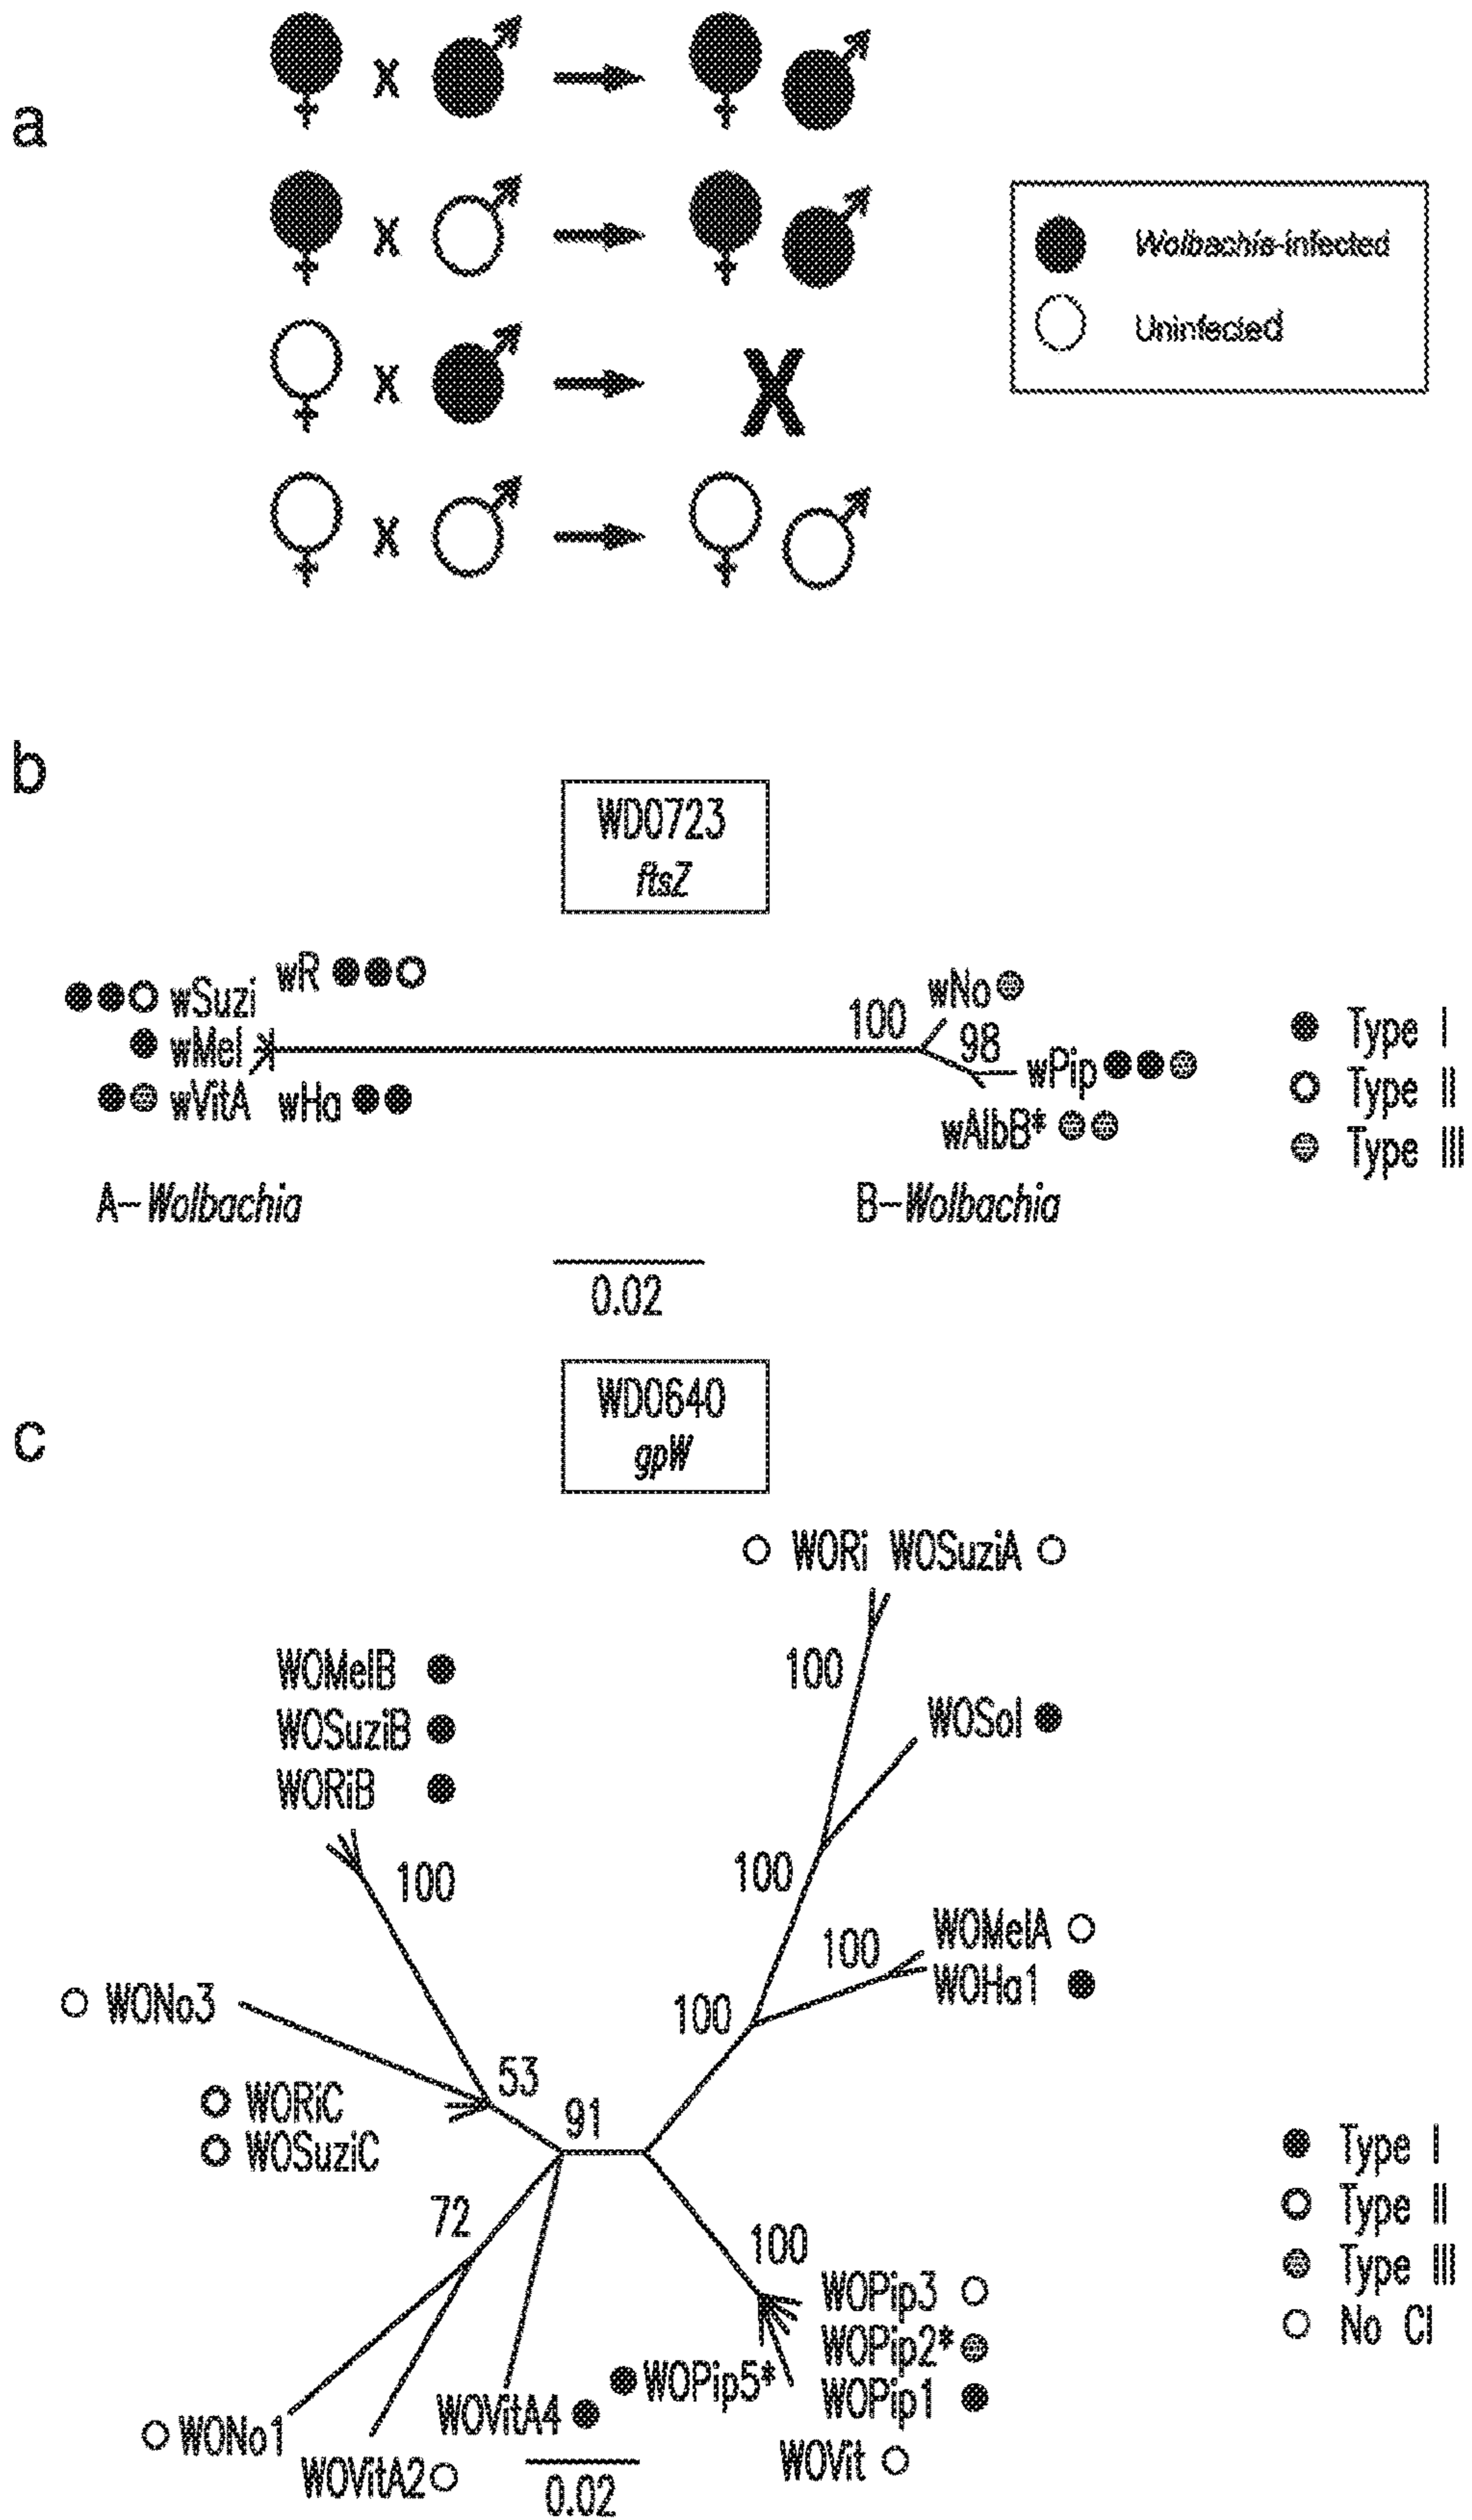 a
X
X
X
X
X
Wolbachia-infected
Uninfected
b
WD0723
ftsZ
wSuzi
wR
wMel
wVitA
wHa
100
98
wNo
wPip
wAlbB*
Type I
Type II
Type III
A-Wolbachia
B-Wolbachia
0.02
c
WD0640
gpW
WORi WOSuziA
100
WOMelB
WOSuziB
WORiB
WOSol
100
100
WOMelA
100
WOHa1
WONo3
100
53
WORiC
91
WOSuziC
72
100
WOPip3
WOPip2*
WOPip5*
WOPip1
WOVitA4
WONo1
WOVit
WOVitA2
0.02
Type I
Type II
Type III
No CI